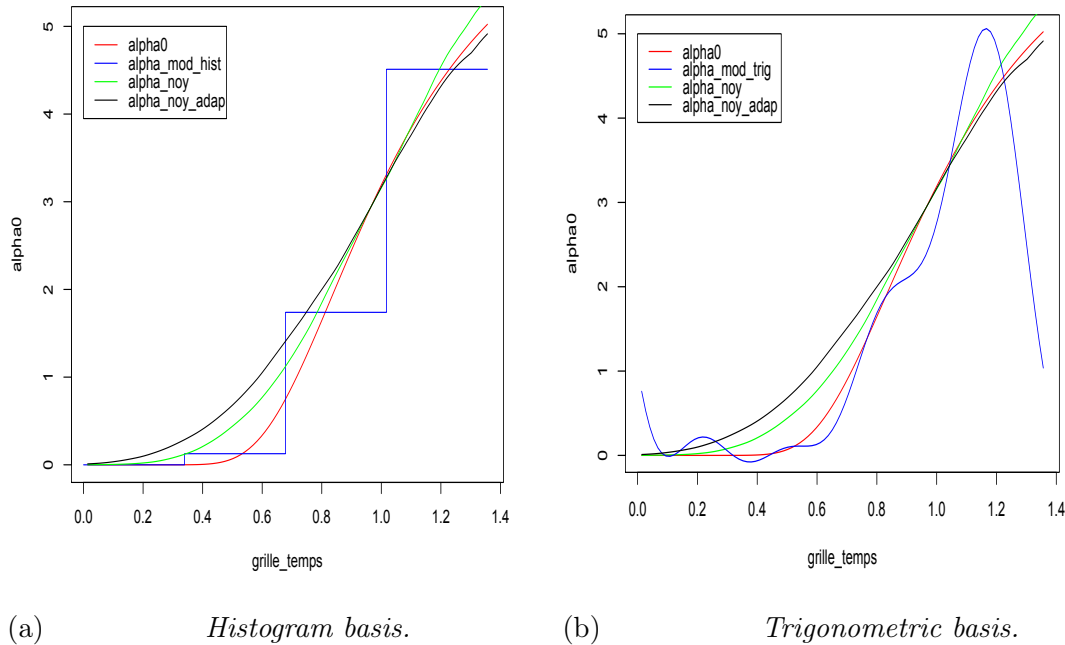 alpha0
alpha_mod_hist
alpha_noy
alpha_noy_adap
alpha0
5
4
3
2
1
0
0.0 0.2 0.4 0.6 0.8 1.0 1.2 1.4
grille_temps
(a) Histogram basis.
alpha0
alpha_mod_trig
alpha_noy
alpha_noy_adap
alpha0
5
4
3
2
1
0
0.0 0.2 0.4 0.6 0.8 1.0 1.2 1.4
grille_temps
(b) Trigonometric basis.